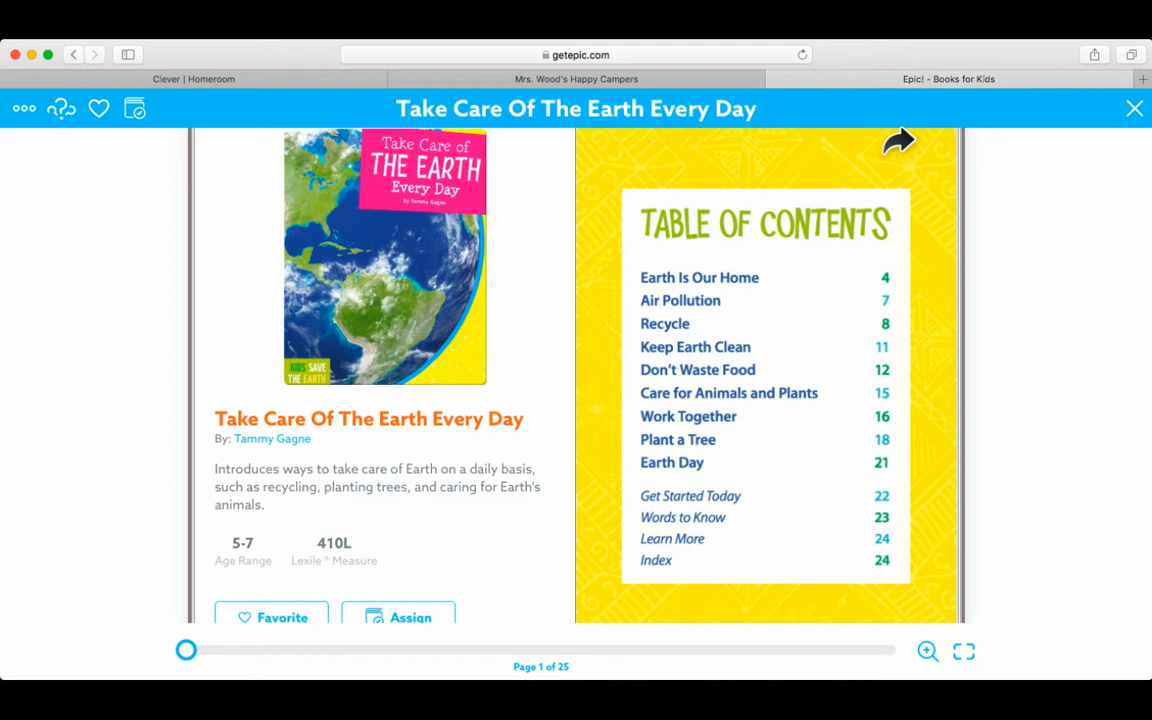 getepic.com
Clever | Homeroom
Mrs. Wood's Happy Campers
Epic! - Books for Kids
Take Care Of The Earth Every Day
Take Care of
THE EARTH
Every Day
By Tammy Gagne
KIDS SAVE
THE EARTH
Take Care Of The Earth Every Day
By: Tammy Gagne
Introduces ways to take care of Earth on a daily basis,
such as recycling, planting trees, and caring for Earth's
animals.
5-7 410L
Age Range Lexile ® Measure
Favorite Assign
TABLE OF CONTENTS
Earth Is Our Home 4
Air Pollution 7
Recycle 8
Keep Earth Clean 11
Don't Waste Food 12
Care for Animals and Plants 15
Work Together 16
Plant a Tree 18
Earth Day 21
Get Started Today 22
Words to Know 23
Learn More 24
Index 24
Page 1 of 25